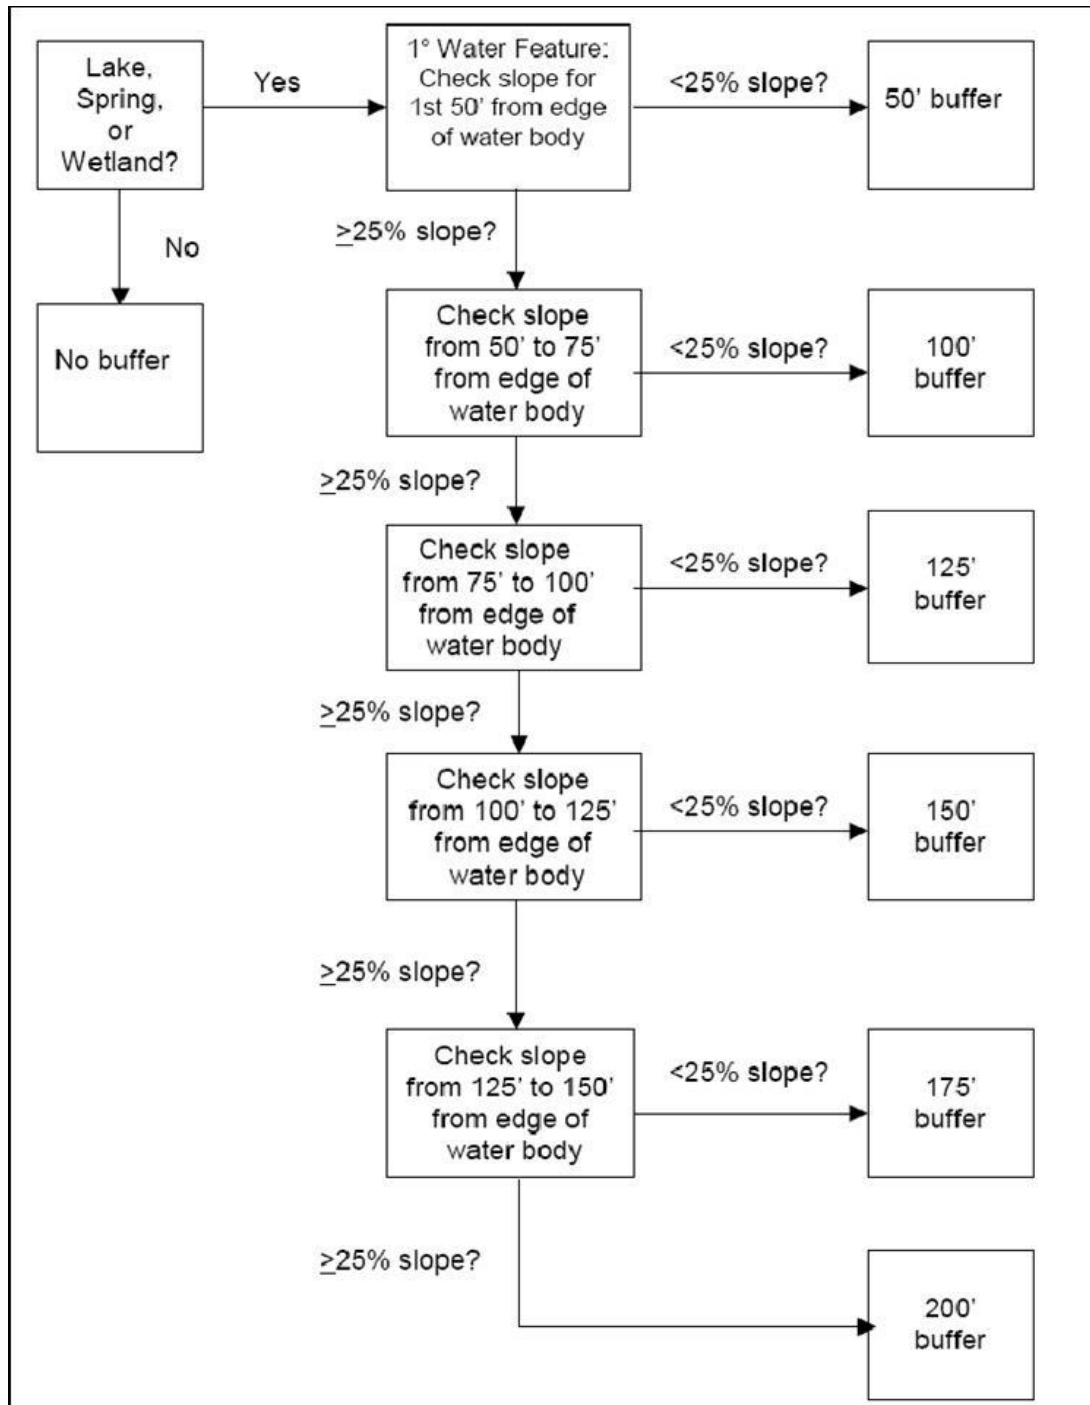 Lake,
Spring,
or
Wetland?
Yes
1° Water Feature:
Check slope for
1st 50’ from edge
of water body
<25% slope?
50’ buffer
No
≥25% slope?
No buffer
Check slope
from 50’ to 75’
from edge of
water body
<25% slope?
100’
buffer
≥25% slope?
Check slope
from 75’ to 100’
from edge of
water body
<25% slope?
125’
buffer
≥25% slope?
Check slope
from 100’ to 125’
from edge of
water body
<25% slope?
150’
buffer
≥25% slope?
Check slope
from 125’ to 150’
from edge of
water body
<25% slope?
175’
buffer
≥25% slope?
200’
buffer